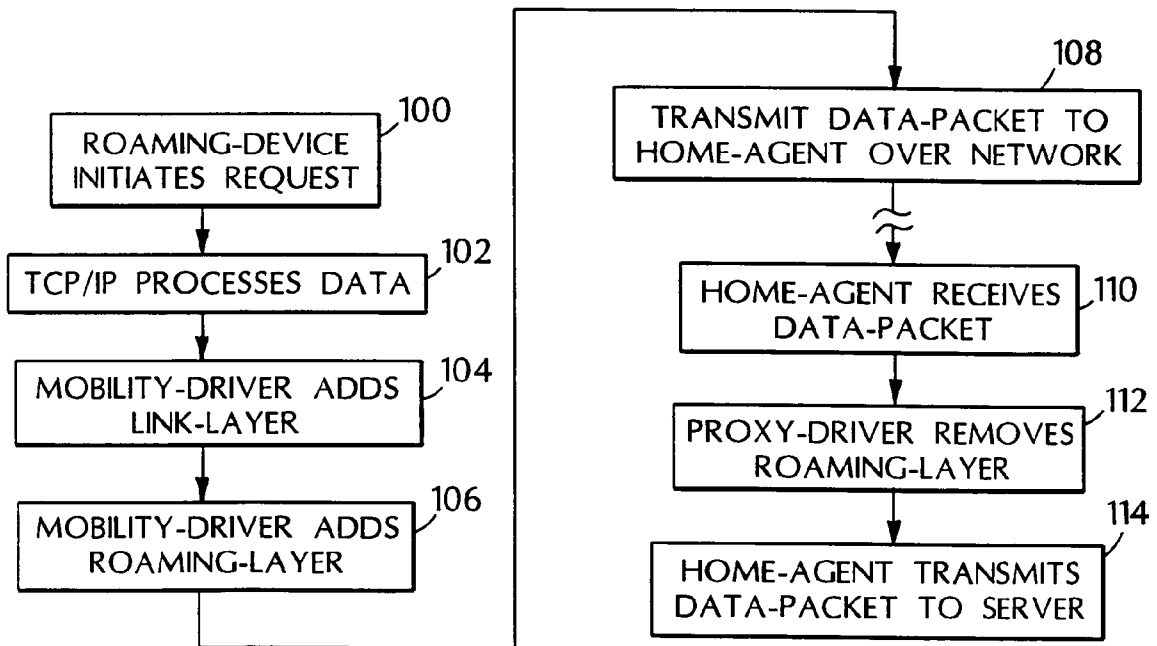 100
ROAMING-DEVICE
INITIATES REQUEST
102
TCP/IP PROCESSES DATA
104
MOBILITY-DRIVER ADDS
LINK-LAYER
106
MOBILITY-DRIVER ADDS
ROAMING-LAYER
108
TRANSMIT DATA-PACKET TO
HOME-AGENT OVER NETWORK
110
HOME-AGENT RECEIVES
DATA-PACKET
112
PROXY-DRIVER REMOVES
ROAMING-LAYER
114
HOME-AGENT TRANSMITS
DATA-PACKET TO SERVER